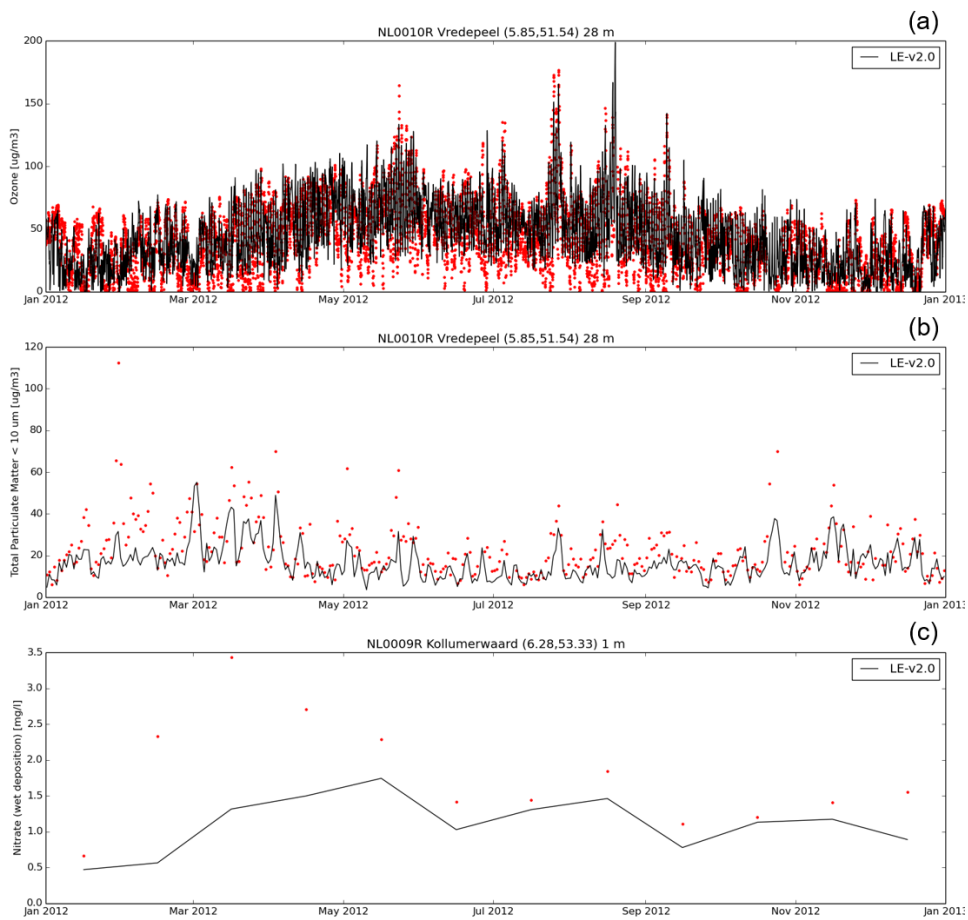 (a)
NL0010R Vredepeel (5.85,51.54) 28 m
LE-v2.0
Ozone [ug/m3]
200
150
100
50
0
Jan 2012 Mar 2012 May 2012 Jul 2012 Sep 2012 Nov 2012 Jan 2013
(b)
NL0010R Vredepeel (5.85,51.54) 28 m
LE-v2.0
Total Particulate Matter < 10 um [ug/m3]
120
100
80
60
40
20
0
Jan 2012 Mar 2012 May 2012 Jul 2012 Sep 2012 Nov 2012 Jan 2013
(c)
NL0009R Kollumerwaard (6.28,53.33) 1 m
LE-v2.0
Nitrate (wet deposition) [mg/l]
3.5
3.0
2.5
2.0
1.5
1.0
0.5
0.0
Jan 2012 Mar 2012 May 2012 Jul 2012 Sep 2012 Nov 2012 Jan 2013